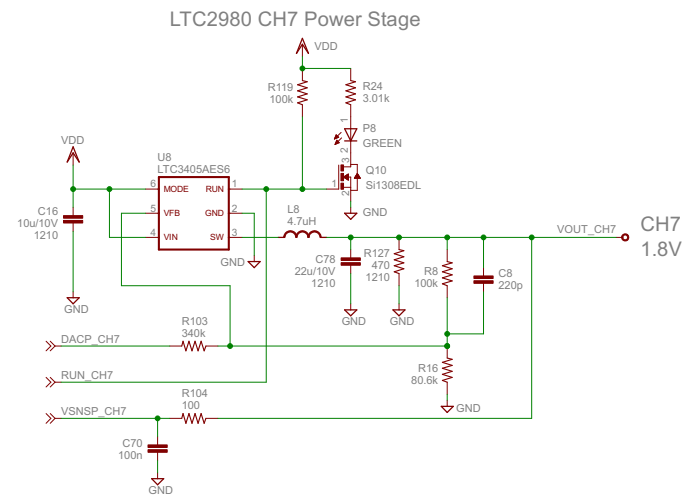 LTC2980 CH7 Power Stage
VDD
R119
100k
R24
3.01k
1
P8
GREEN
2
VDD
U8
LTC3405AES6
3
Q10
1
Si1308EDL
2
6 MODE RUN 1
C16
10u/10V
1210
5 VFB GND 2
GND
L8
4.7uH
4 VIN SW 3
VOUT_CH7
CH7
1.8V
GND
C78
22u/10V
1210
R127
470
1210
R8
100k
C8
220p
GND
GND
GND
DACP_CH7
R103
340k
R16
80.6k
RUN_CH7
R104
100
VSNSP_CH7
GND
C70
100n
GND